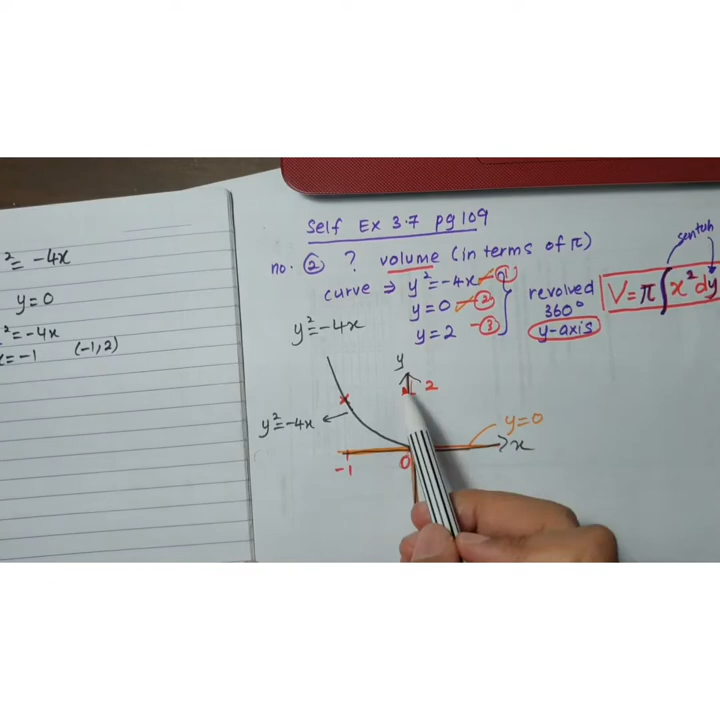 Self Ex 3.7 pg 109
no. ② ? volume (in terms of π)
curve ⇒ y²=-4x ①
y=0 ②
y=2 ③
revolved
360°
y-axis
sentuh
V=π∫x²dy
²=-4x
y=0
²=-4x
x=-1 (-1,2)
y²=-4x
y
2
y²=-4x
y=0
x
-1
0